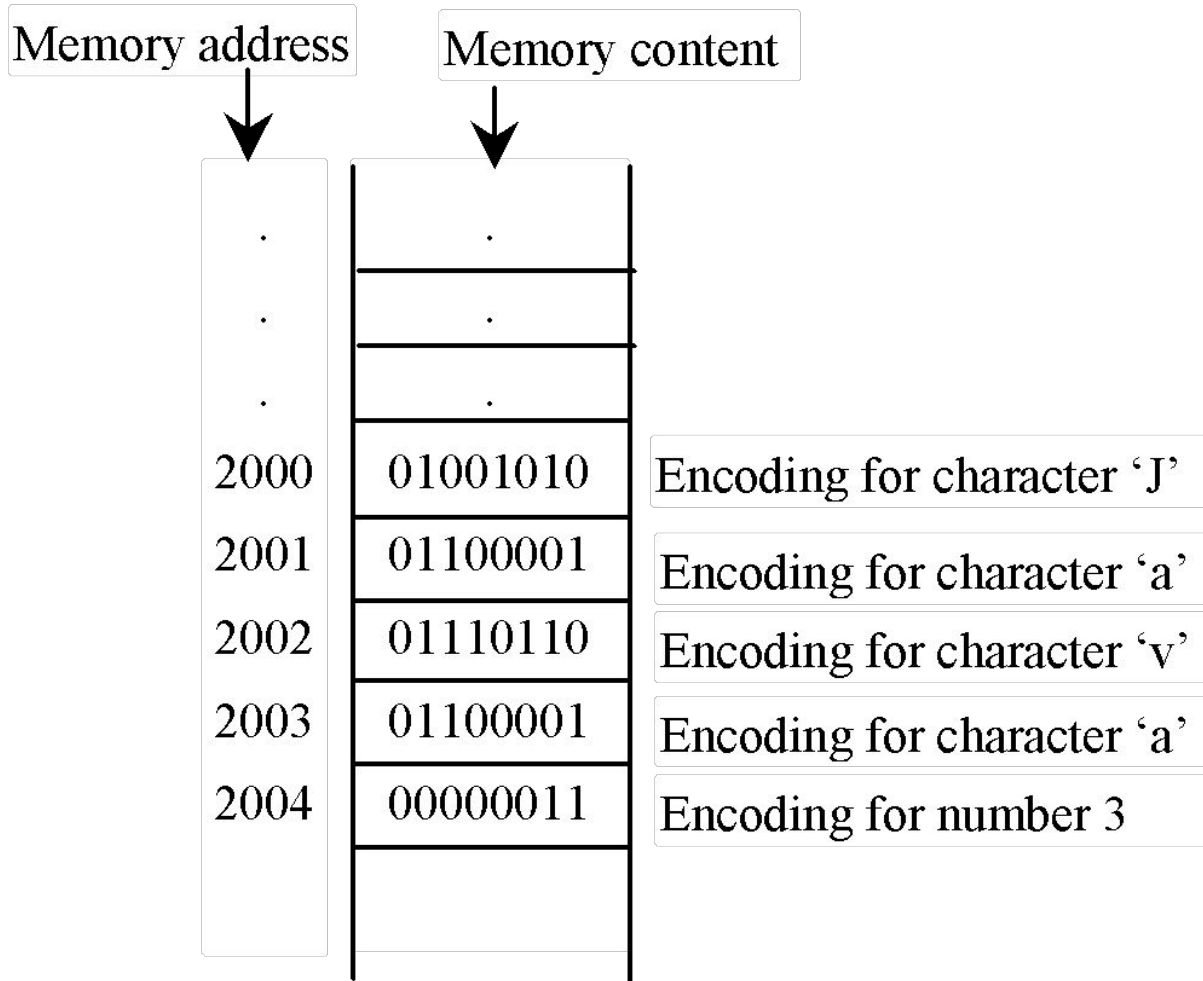 Memory address Memory content
. .
. .
. .
2000 01001010 Encoding for character ‘J’
2001 01100001 Encoding for character ‘a’
2002 01110110 Encoding for character ‘v’
2003 01100001 Encoding for character ‘a’
2004 00000011 Encoding for number 3